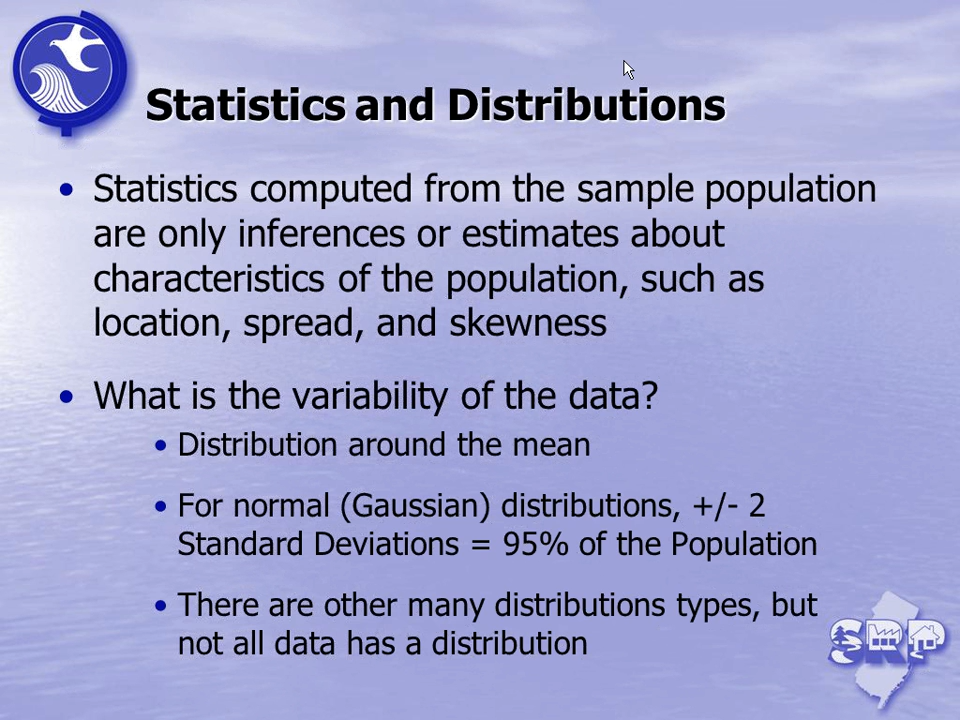 Statistics and Distributions
• Statistics computed from the sample population
are only inferences or estimates about
characteristics of the population, such as
location, spread, and skewness
• What is the variability of the data?
• Distribution around the mean
• For normal (Gaussian) distributions, +/- 2
Standard Deviations = 95% of the Population
• There are other many distributions types, but
not all data has a distribution
SRP